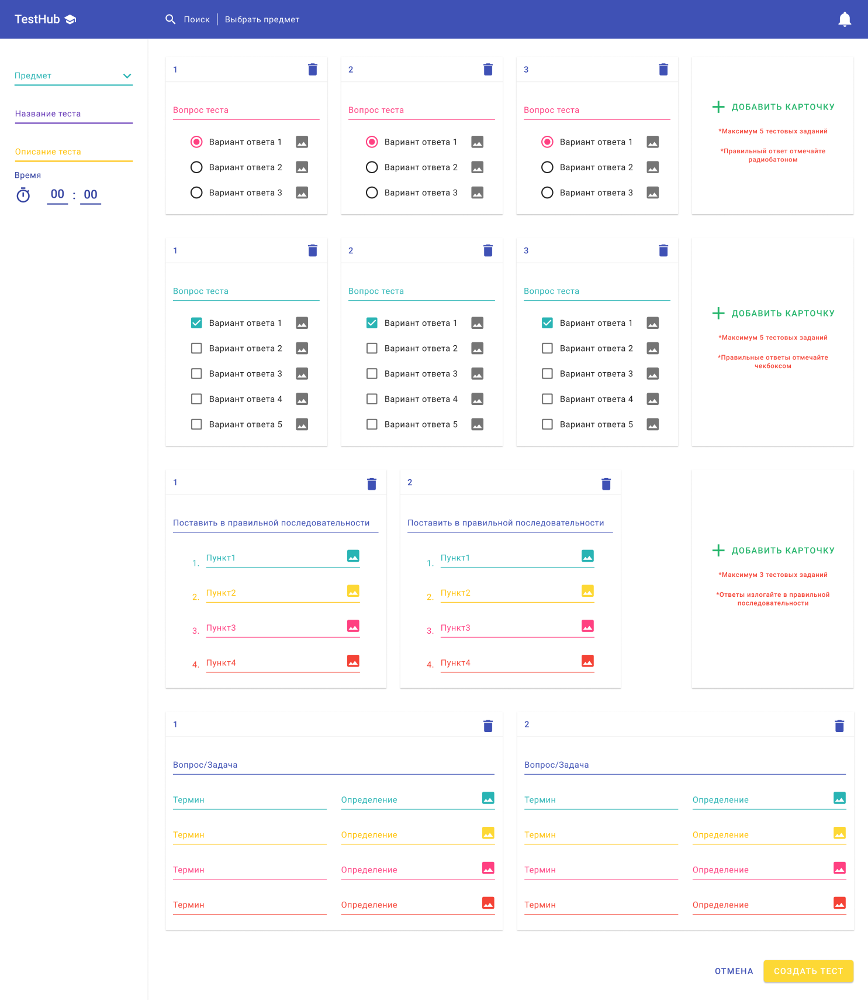 TestHub
Поиск
Выбрать предмет
Предмет
Название теста
Описание теста
Время
00 : 00
1
Вопрос теста
Вариант ответа 1
Вариант ответа 2
Вариант ответа 3
2
Вопрос теста
Вариант ответа 1
Вариант ответа 2
Вариант ответа 3
3
Вопрос теста
Вариант ответа 1
Вариант ответа 2
Вариант ответа 3
ДОБАВИТЬ КАРТОЧКУ
*Максимум 5 тестовых заданий
*Правильный ответ отмечайте
радиобатоном
1
Вопрос теста
Вариант ответа 1
Вариант ответа 2
Вариант ответа 3
Вариант ответа 4
Вариант ответа 5
2
Вопрос теста
Вариант ответа 1
Вариант ответа 2
Вариант ответа 3
Вариант ответа 4
Вариант ответа 5
3
Вопрос теста
Вариант ответа 1
Вариант ответа 2
Вариант ответа 3
Вариант ответа 4
Вариант ответа 5
ДОБАВИТЬ КАРТОЧКУ
*Максимум 5 тестовых заданий
*Правильные ответы отмечайте
чекбоксом
1
Поставить в правильной последовательности
1. Пункт1
2. Пункт2
3. Пункт3
4. Пункт4
2
Поставить в правильной последовательности
1. Пункт1
2. Пункт2
3. Пункт3
4. Пункт4
ДОБАВИТЬ КАРТОЧКУ
*Максимум 3 тестовых заданий
*Ответы излогайте в правильной
последовательности
1
Вопрос/Задача
Термин Определение
Термин Определение
Термин Определение
Термин Определение
2
Вопрос/Задача
Термин Определение
Термин Определение
Термин Определение
Термин Определение
ОТМЕНА
СОЗДАТЬ ТЕСТ